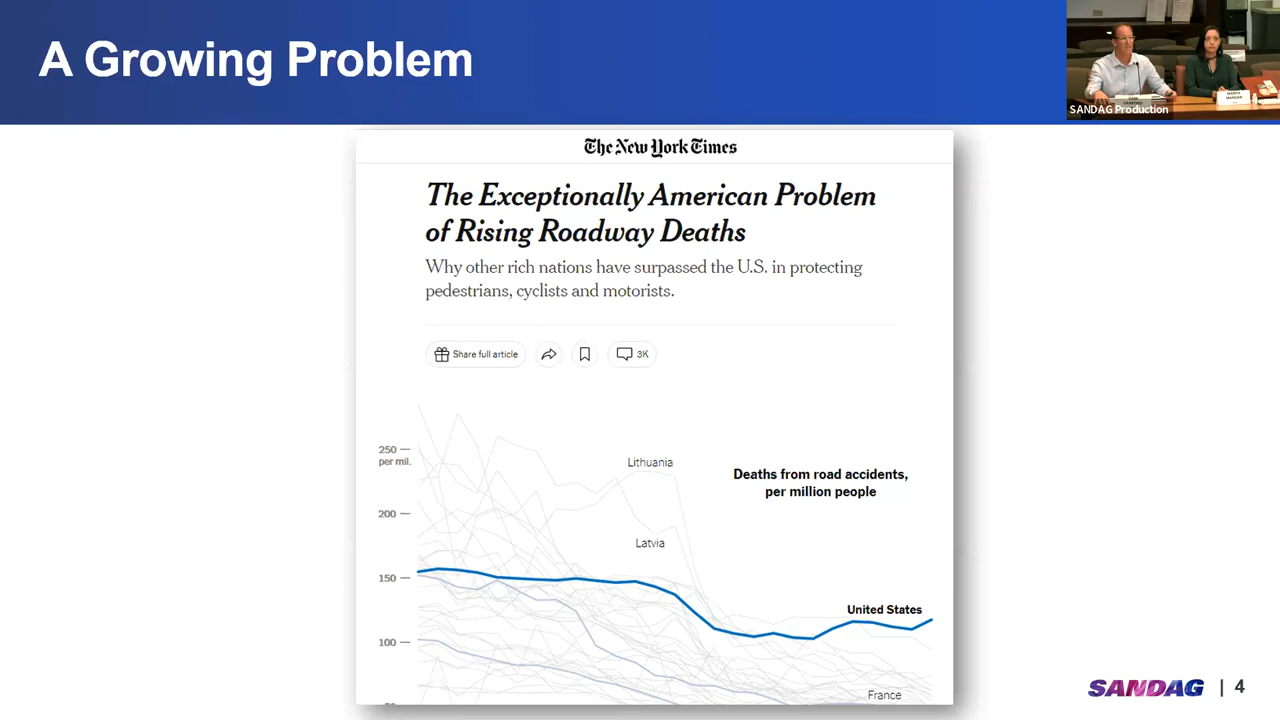 A Growing Problem
SANDAG Production
The New York Times
The Exceptionally American Problem
of Rising Roadway Deaths
Why other rich nations have surpassed the U.S. in protecting
pedestrians, cyclists and motorists.
Share full article
3K
250
per mil.
Lithuania
Deaths from road accidents,
per million people
200
Latvia
150
United States
100
France
SANDAG | 4